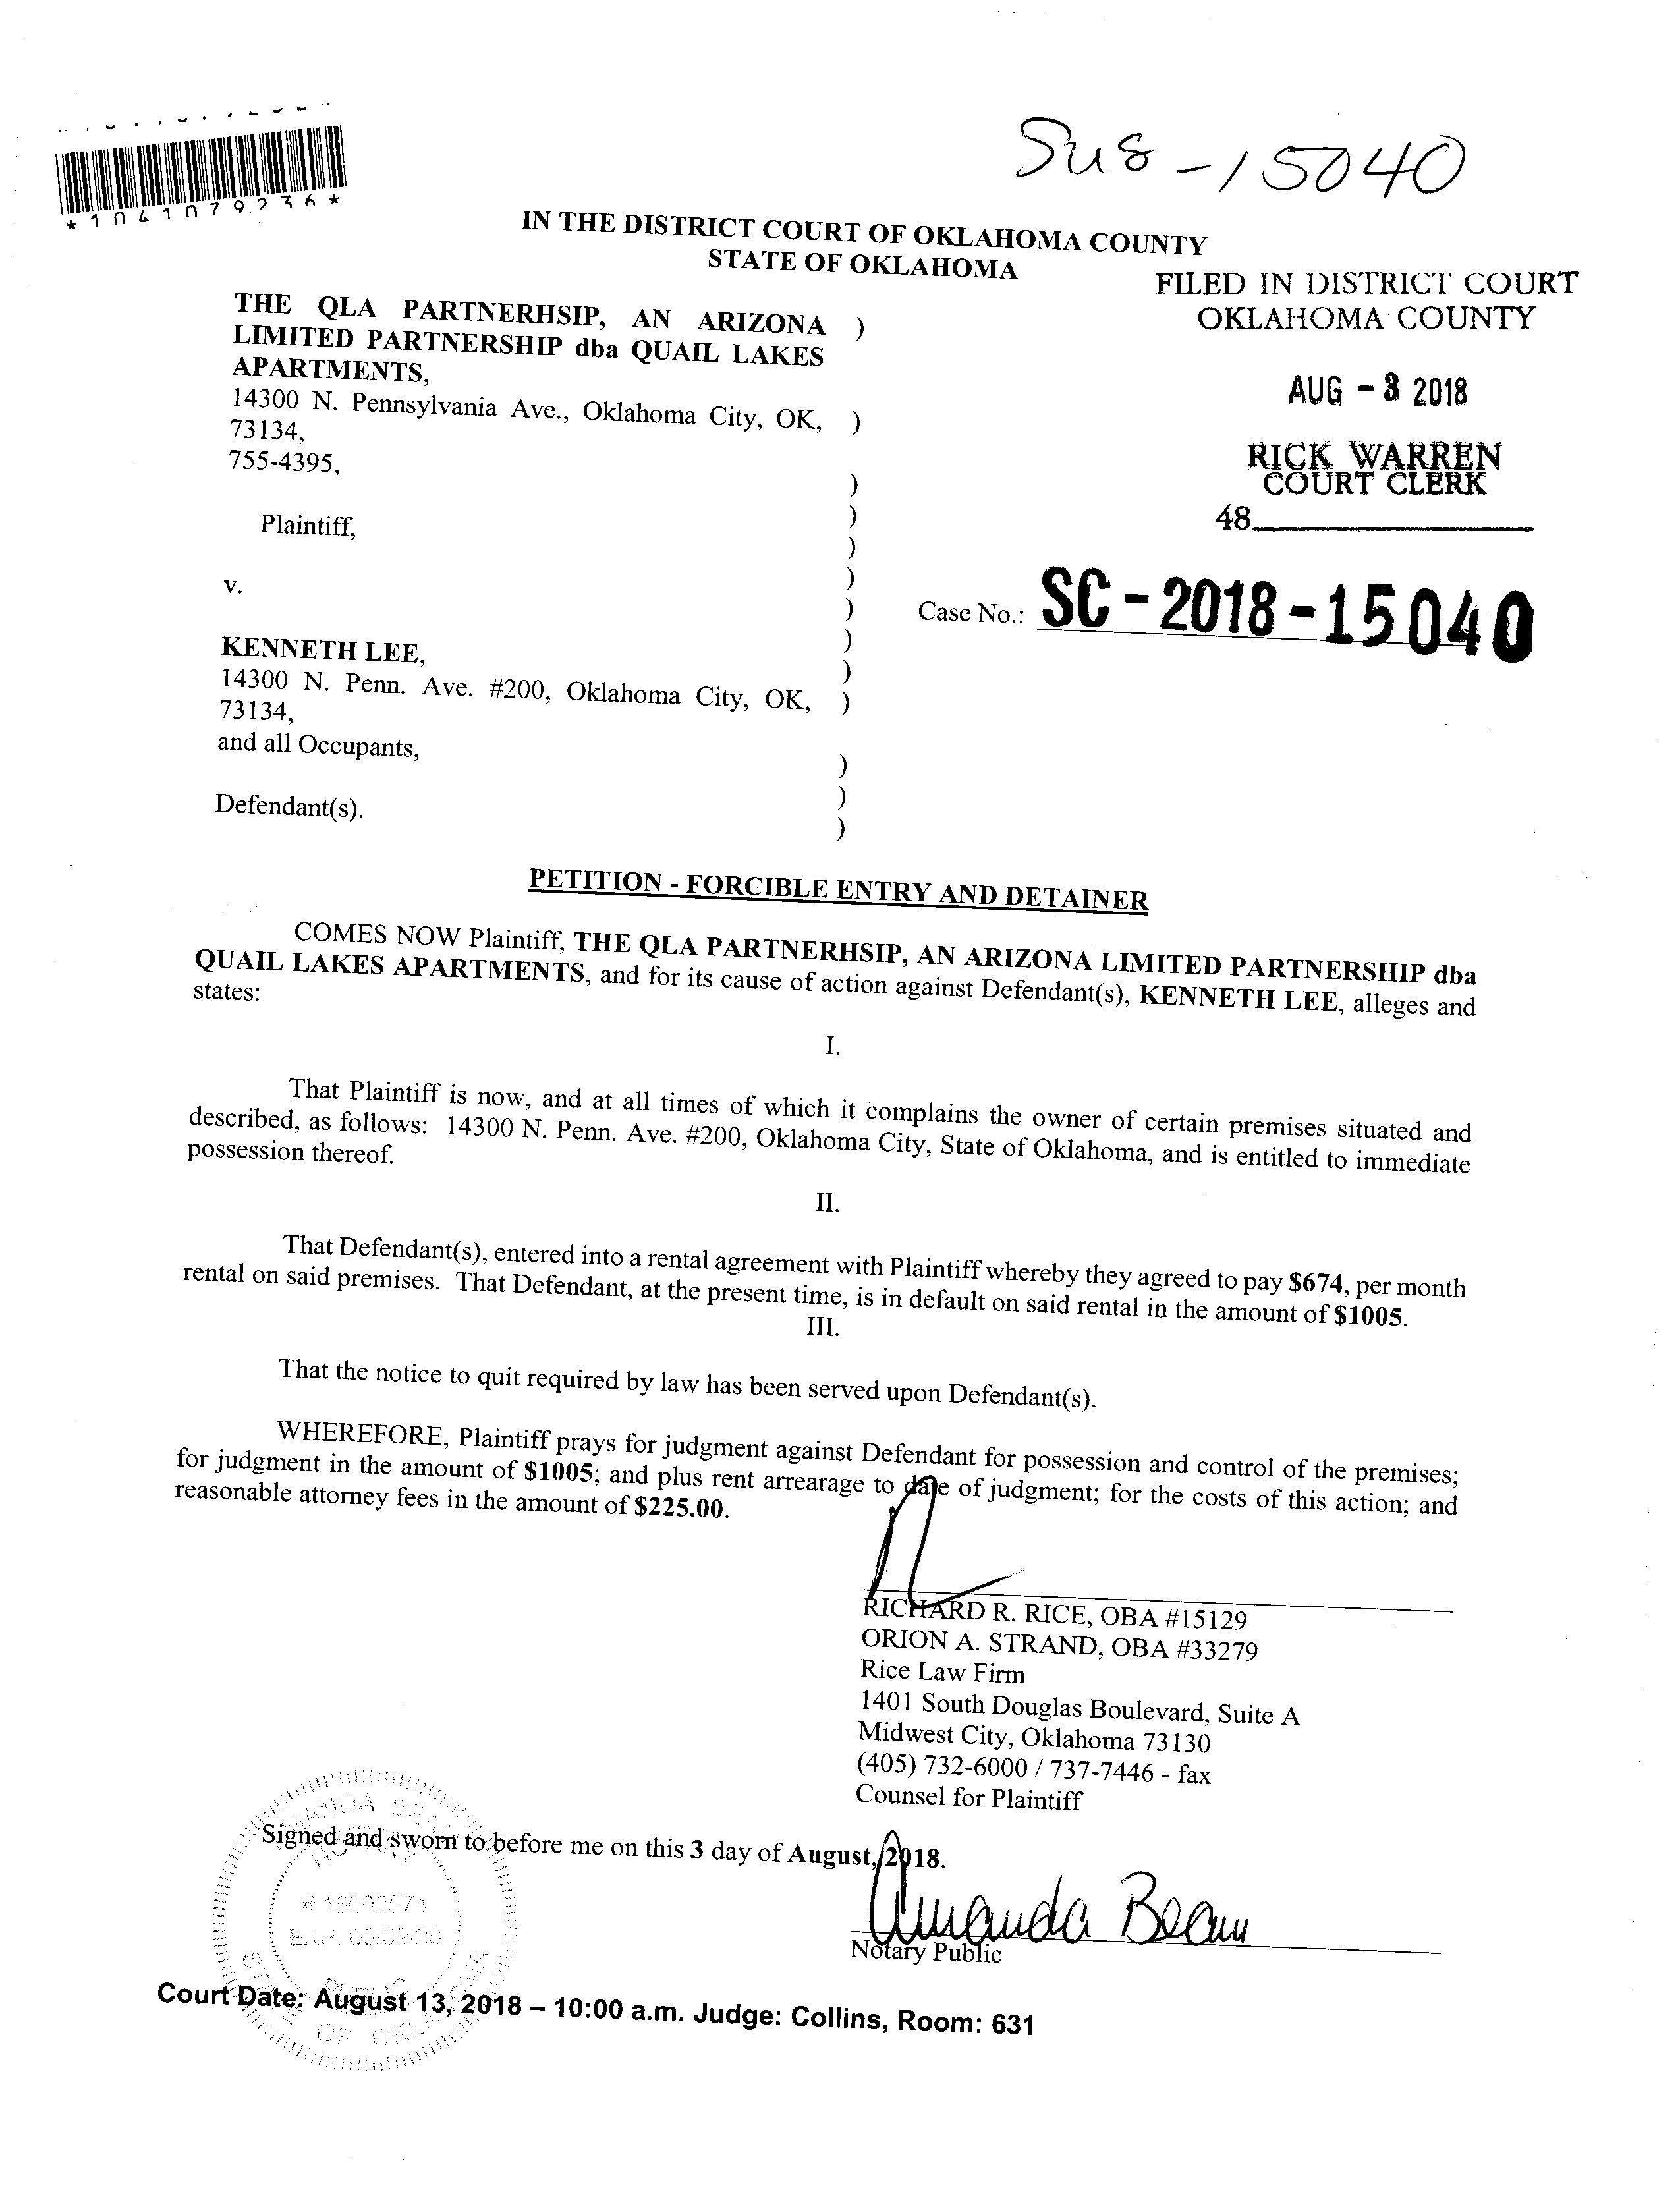 Sus-15040
*1041079236*
IN THE DISTRICT COURT OF OKLAHOMA COUNTY
STATE OF OKLAHOMA
FILED IN DISTRICT COURT
OKLAHOMA COUNTY
AUG - 3 2018
RICK WARREN
COURT CLERK
48
THE QLA PARTNERHSIP, AN ARIZONA )
LIMITED PARTNERSHIP dba QUAIL LAKES
APARTMENTS,
14300 N. Pennsylvania Ave., Oklahoma City, OK, )
73134,
755-4395,
)
Plaintiff, )
)
v. )
) Case No.: SC-2018-15040
KENNETH LEE, )
)
14300 N. Penn. Ave. #200, Oklahoma City, OK, )
73134,
and all Occupants,
)
Defendant(s). )
)
PETITION - FORCIBLE ENTRY AND DETAINER
COMES NOW Plaintiff, THE QLA PARTNERHSIP, AN ARIZONA LIMITED PARTNERSHIP dba
QUAIL LAKES APARTMENTS, and for its cause of action against Defendant(s), KENNETH LEE, alleges and
states:
I.
That Plaintiff is now, and at all times of which it complains the owner of certain premises situated and
described, as follows: 14300 N. Penn. Ave. #200, Oklahoma City, State of Oklahoma, and is entitled to immediate
possession thereof.
II.
That Defendant(s), entered into a rental agreement with Plaintiff whereby they agreed to pay $674, per month
rental on said premises. That Defendant, at the present time, is in default on said rental in the amount of $1005.
III.
That the notice to quit required by law has been served upon Defendant(s).
WHEREFORE, Plaintiff prays for judgment against Defendant for possession and control of the premises;
for judgment in the amount of $1005; and plus rent arrearage to date of judgment; for the costs of this action; and
reasonable attorney fees in the amount of $225.00.
RICHARD R. RICE, OBA #15129
ORION A. STRAND, OBA #33279
Rice Law Firm
1401 South Douglas Boulevard, Suite A
Midwest City, Oklahoma 73130
(405) 732-6000 / 737-7446 - fax
Counsel for Plaintiff
Signed and sworn to before me on this 3 day of August, 2018.
Amanda Beam
Notary Public
Court Date: August 13, 2018 – 10:00 a.m. Judge: Collins, Room: 631